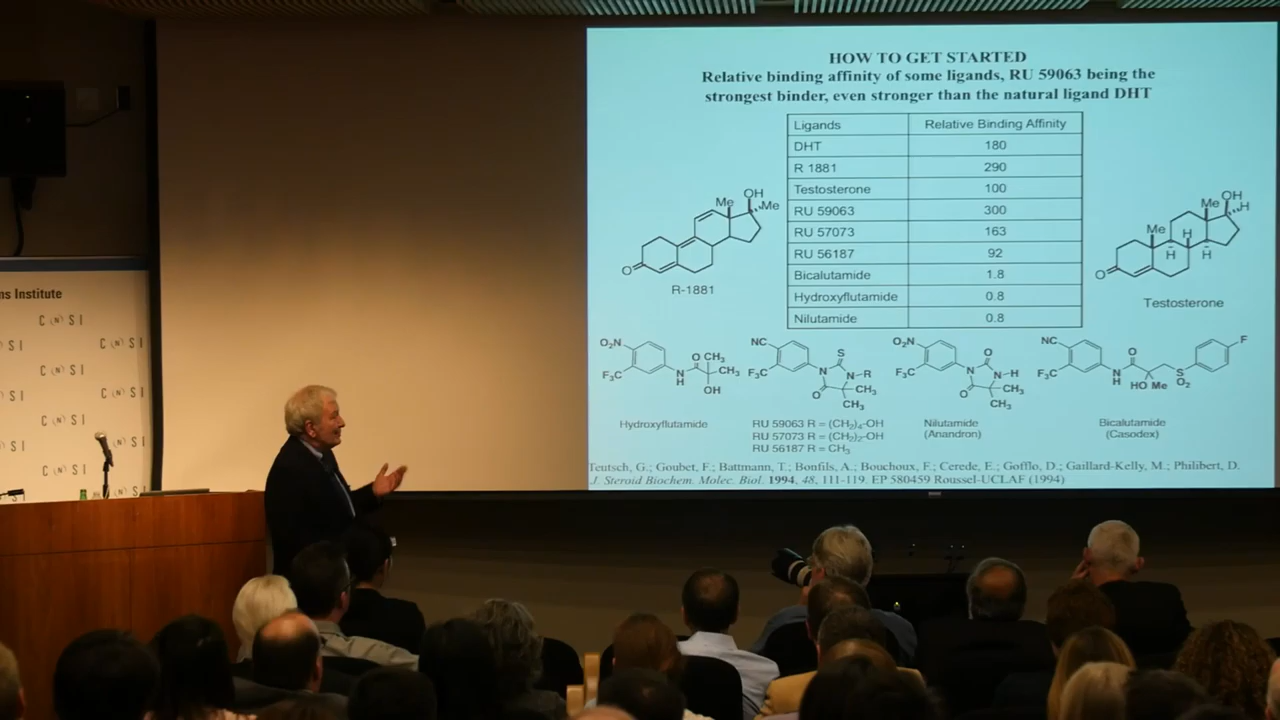 HOW TO GET STARTED
Relative binding affinity of some ligands, RU 59063 being the
strongest binder, even stronger than the natural ligand DHT
Ligands Relative Binding Affinity
DHT 180
R 1881 290
Testosterone 100
RU 59063 300
RU 57073 163
RU 56187 92
Bicalutamide 1.8
Hydroxyflutamide 0.8
Nilutamide 0.8
OH
Me
Me
O
R-1881
OH
Me
H
Me
H
H
H
O
Testosterone
O₂N
F₃C
N
H
O
CH₃
CH₃
OH
Hydroxyflutamide
NC
F₃C
S
N
N-R
O
CH₃
CH₃
RU 59063 R = (CH₂)₄-OH
RU 57073 R = (CH₂)₂-OH
RU 56187 R = CH₃
O₂N
F₃C
O
N
N-H
O
CH₃
CH₃
Nilutamide
(Anandron)
NC
F₃C
N
H
O
HO Me
S
O₂
F
Bicalutamide
(Casodex)
Teutsch, G.; Goubet, F.; Battmann, T.; Bonfils, A.; Bouchoux, F.; Cerede, E.; Gofflo, D.; Gaillard-Kelly, M.; Philibert, D.
J. Steroid Biochem. Molec. Biol. 1994, 48, 111-119. EP 580459 Roussel-UCLAF (1994)
ms Institute
C N S I
S I C N S I
C N S I
S I C N S I
C N S I
S I N S I
C N S I
S I